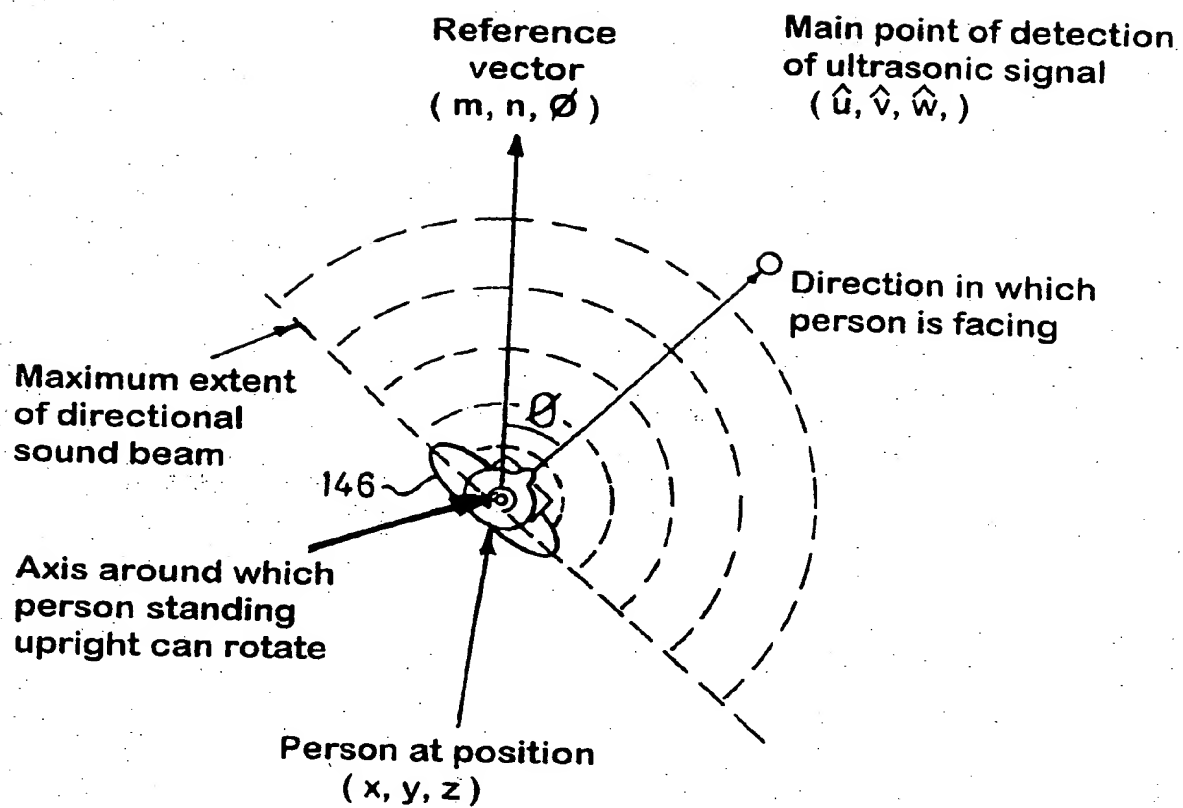 Reference
vector
( m, n, Ø )
Main point of detection
of ultrasonic signal
( û, v̂, ŵ, )
Direction in which
person is facing
Maximum extent
of directional
sound beam
Ø
146
Axis around which
person standing
upright can rotate
Person at position
( x, y, z )